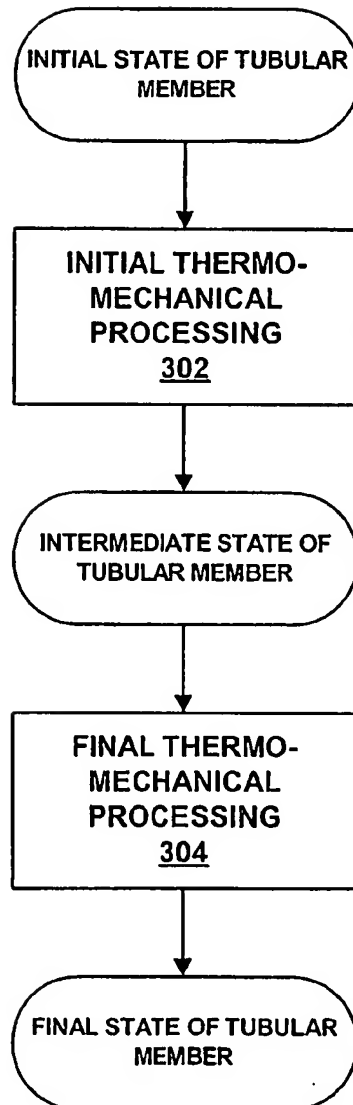 INITIAL STATE OF TUBULAR
MEMBER
INITIAL THERMO-
MECHANICAL
PROCESSING
302
INTERMEDIATE STATE OF
TUBULAR MEMBER
FINAL THERMO-
MECHANICAL
PROCESSING
304
FINAL STATE OF TUBULAR
MEMBER